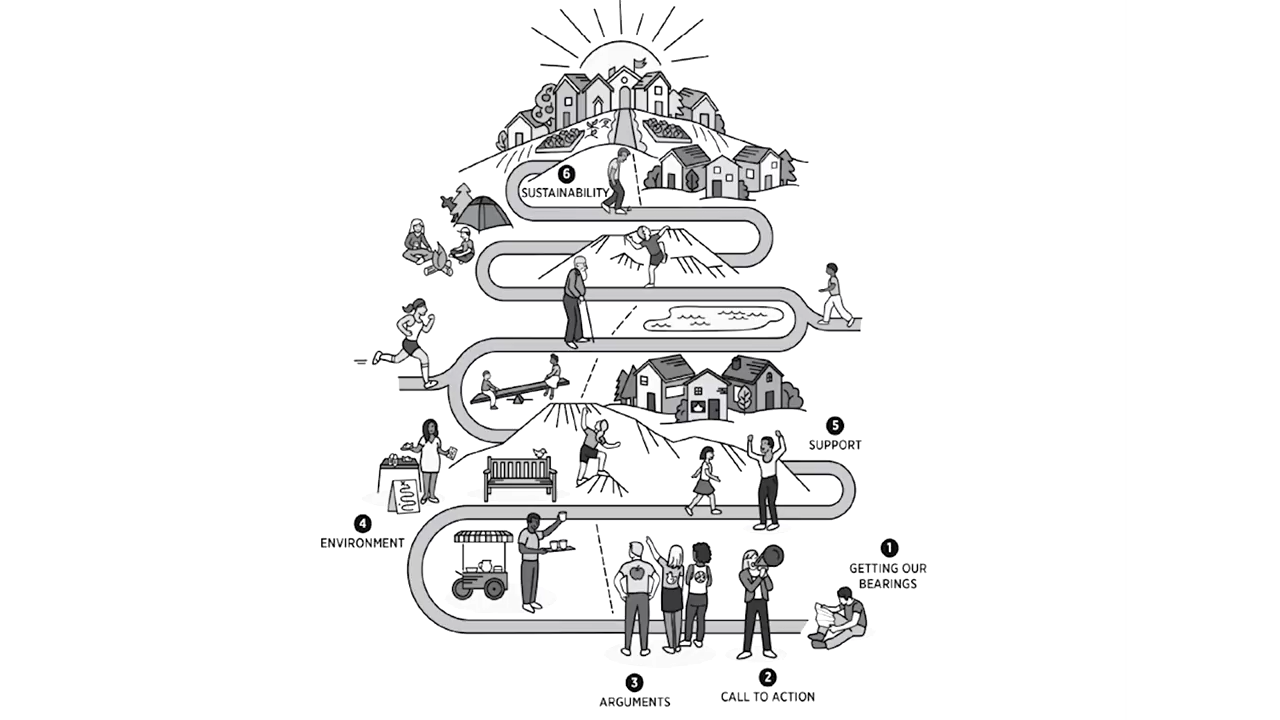 6
SUSTAINABILITY
5
SUPPORT
4
ENVIRONMENT
1
GETTING OUR
BEARINGS
3
ARGUMENTS
2
CALL TO ACTION